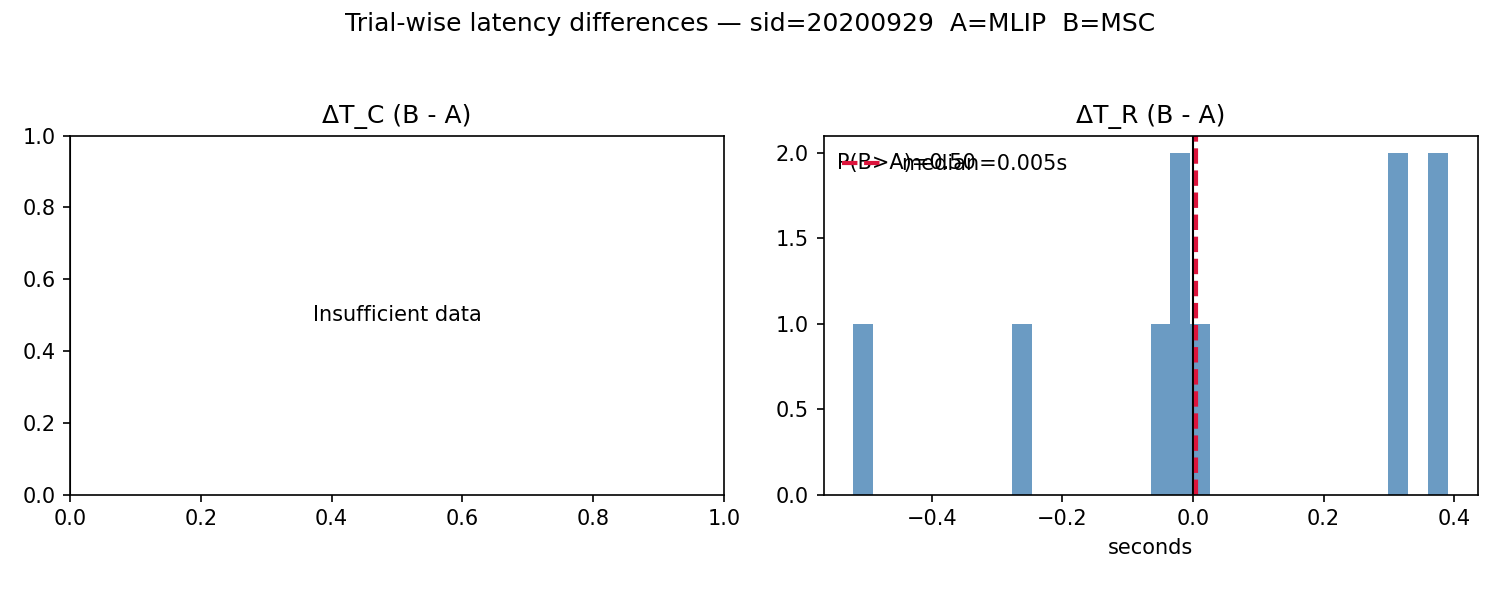 Trial-wise latency differences — sid=20200929  A=MLIP  B=MSC
ΔT_C (B - A)
1.0
0.8
0.6
0.4
0.2
0.0
Insufficient data
0.0 0.2 0.4 0.6 0.8 1.0
ΔT_R (B - A)
2.0
1.5
1.0
0.5
0.0
P(B>A)=0.50
median=0.005s
−0.4 −0.2 0.0 0.2 0.4
seconds